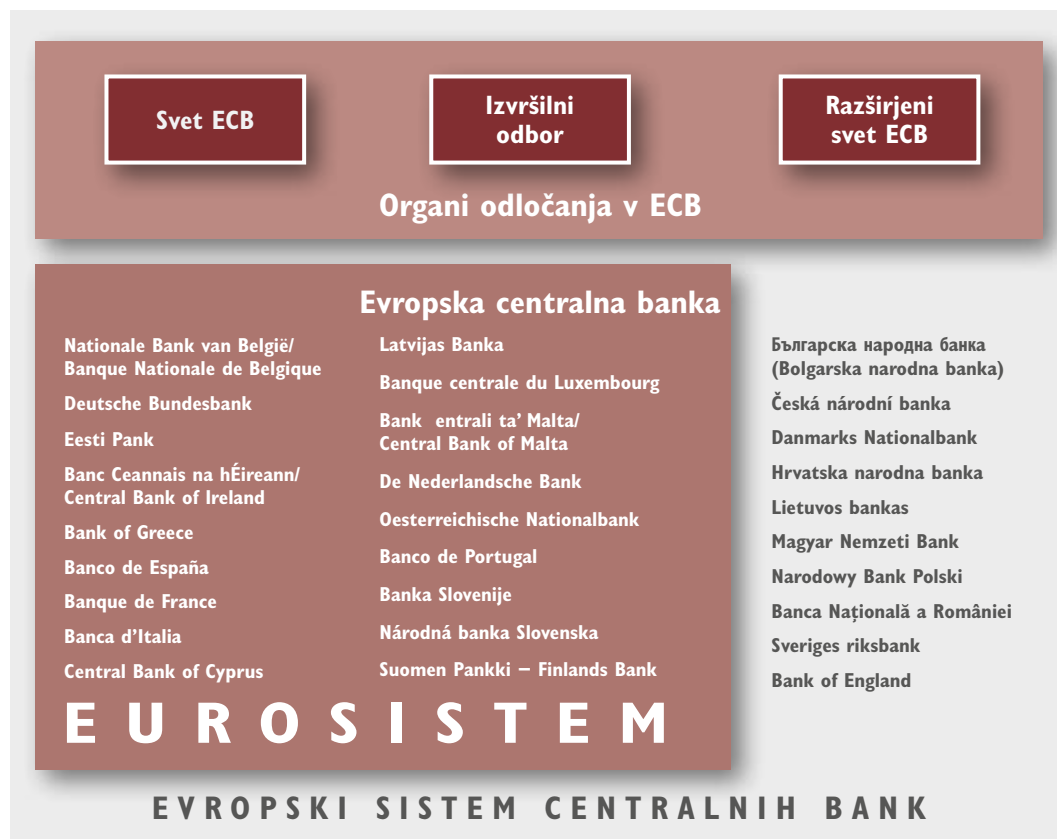 Svet ECB
Izvršilni
odbor
Razširjeni
svet ECB
Organi odločanja v ECB
Evropska centralna banka
Nationale Bank van België/
Banque Nationale de Belgique
Deutsche Bundesbank
Eesti Pank
Banc Ceannais na hÉireann/
Central Bank of Ireland
Bank of Greece
Banco de España
Banque de France
Banca d’Italia
Central Bank of Cyprus
Latvijas Banka
Banque centrale du Luxembourg
Bank entrali ta’ Malta/
Central Bank of Malta
De Nederlandsche Bank
Oesterreichische Nationalbank
Banco de Portugal
Banka Slovenije
Národná banka Slovenska
Suomen Pankki – Finlands Bank
EUROSISTEM
Българска народна банка
(Bolgarska narodna banka)
Česká národní banka
Danmarks Nationalbank
Hrvatska narodna banka
Lietuvos bankas
Magyar Nemzeti Bank
Narodowy Bank Polski
Banca Națională a României
Sveriges riksbank
Bank of England
EVROPSKI SISTEM CENTRALNIH BANK